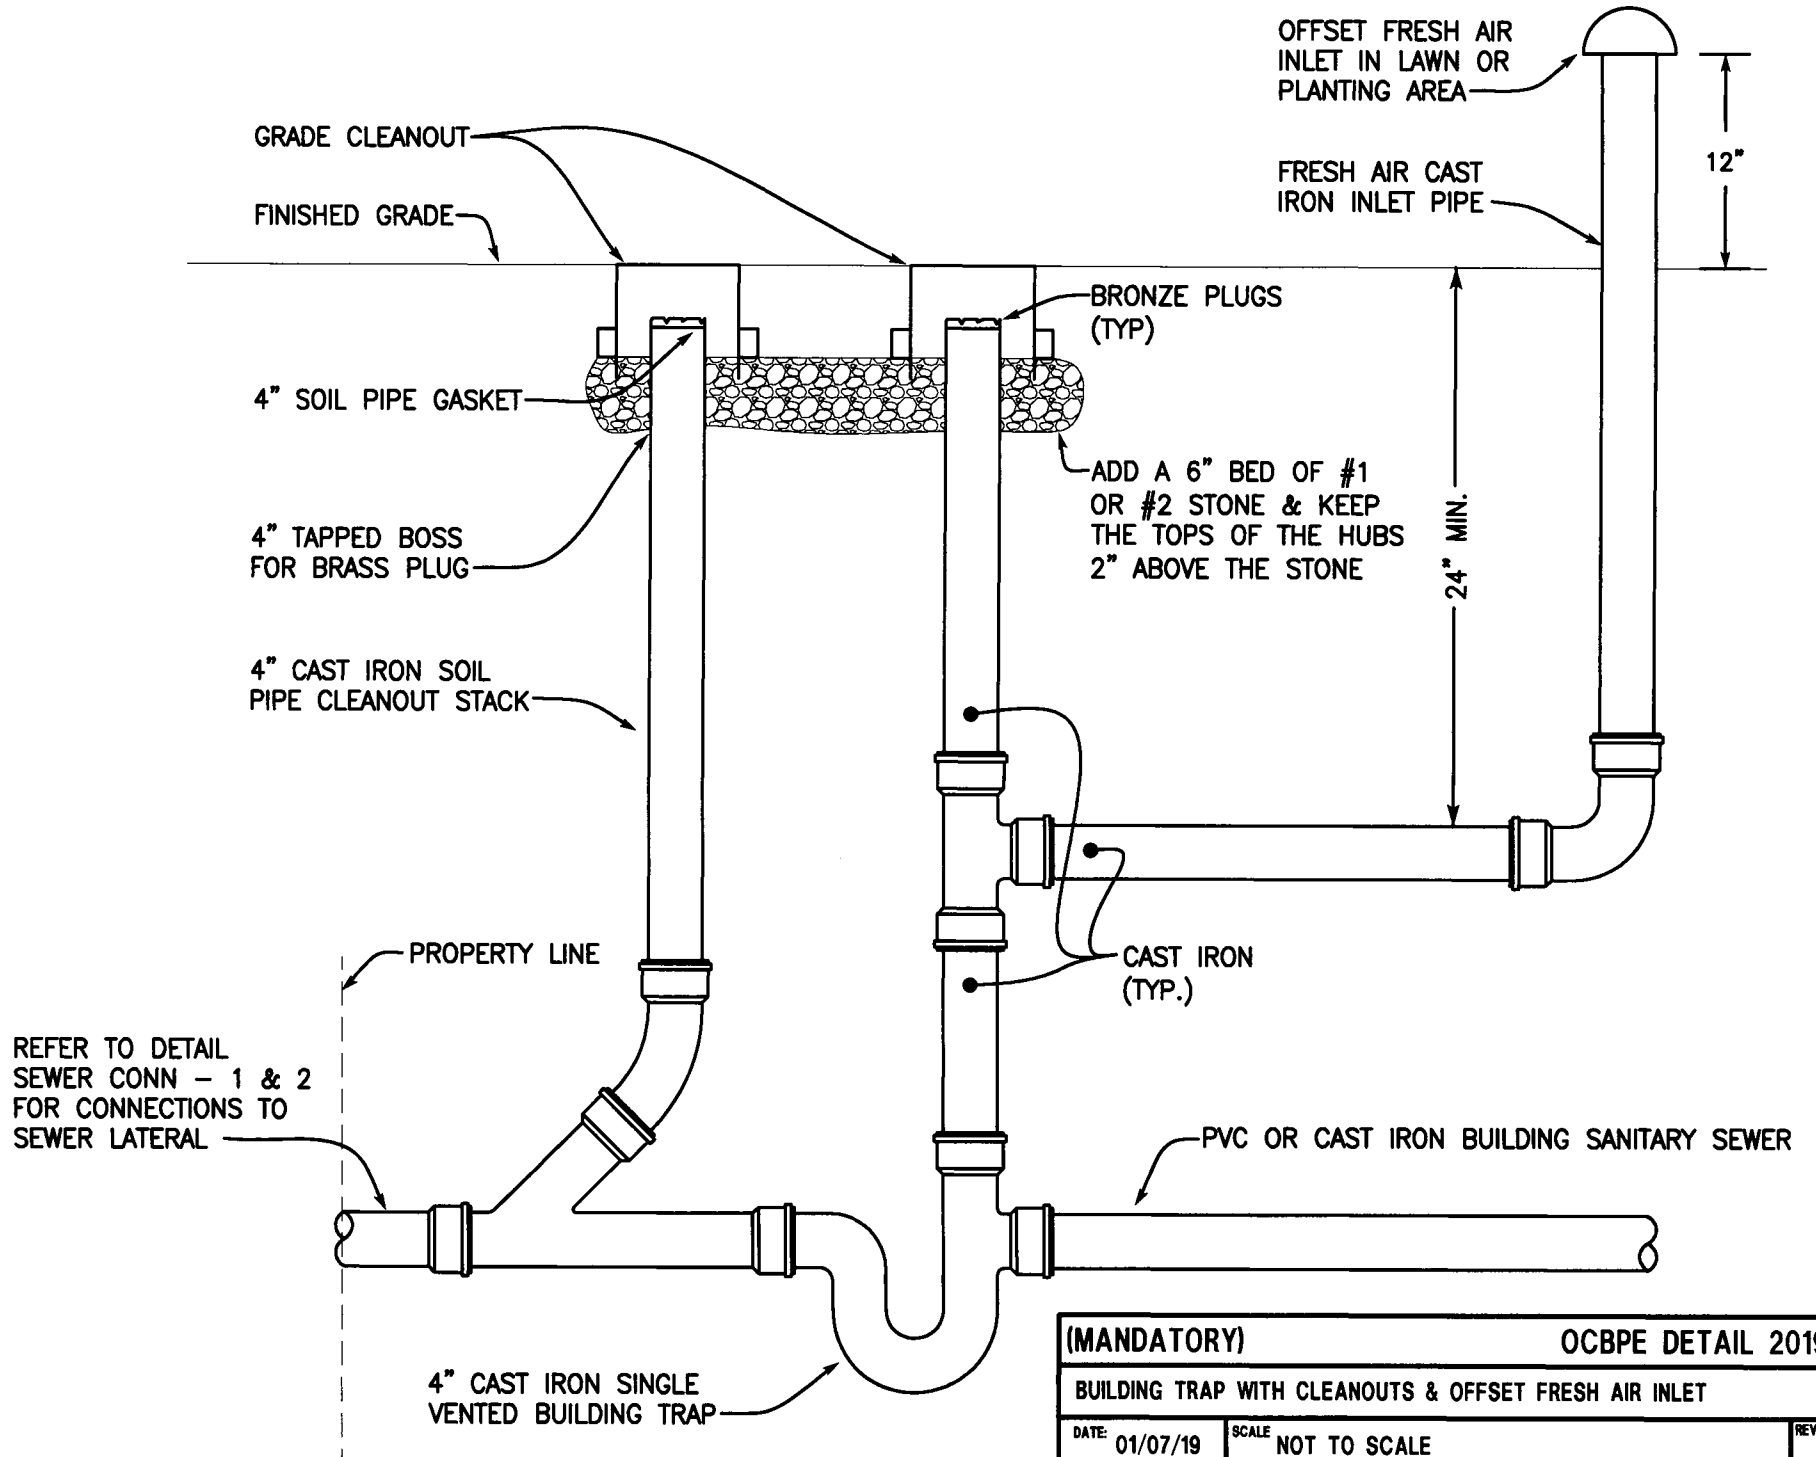 OFFSET FRESH AIR
INLET IN LAWN OR
PLANTING AREA
GRADE CLEANOUT
12"
FRESH AIR CAST
IRON INLET PIPE
FINISHED GRADE
BRONZE PLUGS
(TYP)
4" SOIL PIPE GASKET
ADD A 6" BED OF #1
OR #2 STONE & KEEP
THE TOPS OF THE HUBS
2" ABOVE THE STONE
24" MIN.
4" TAPPED BOSS
FOR BRASS PLUG
4" CAST IRON SOIL
PIPE CLEANOUT STACK
PROPERTY LINE
CAST IRON
(TYP.)
REFER TO DETAIL
SEWER CONN - 1 & 2
FOR CONNECTIONS TO
SEWER LATERAL
PVC OR CAST IRON BUILDING SANITARY SEWER
4" CAST IRON SINGLE
VENTED BUILDING TRAP
(MANDATORY) OCBPE DETAIL 2019
BUILDING TRAP WITH CLEANOUTS & OFFSET FRESH AIR INLET
DATE: 01/07/19 SCALE NOT TO SCALE REV